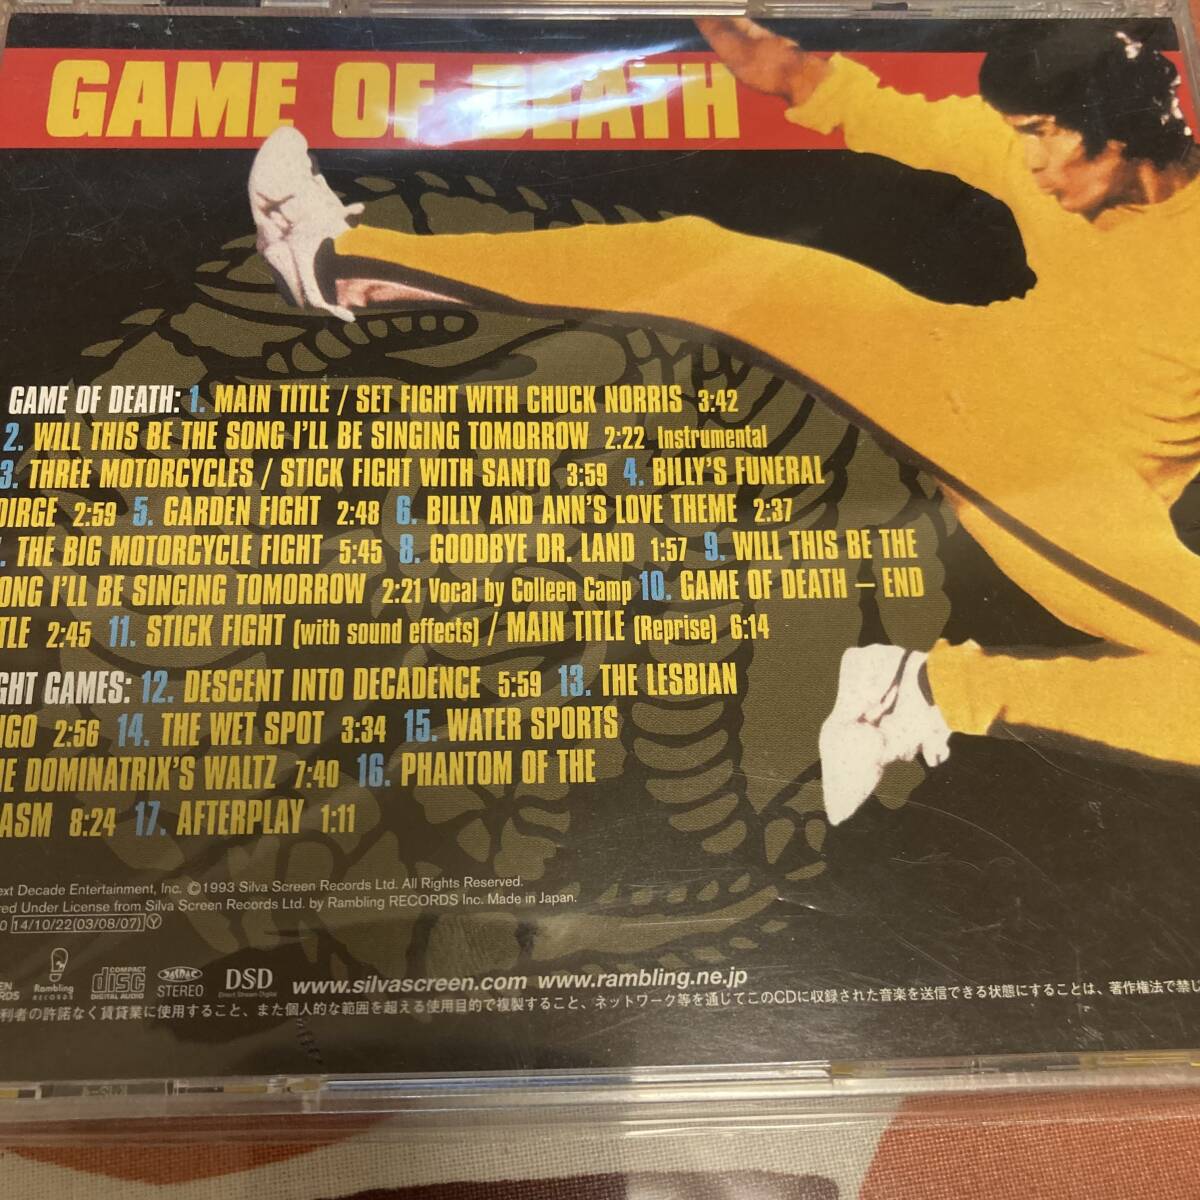 GAME OF DEATH
GAME OF DEATH: 1. MAIN TITLE / SET FIGHT WITH CHUCK NORRIS 3:42
2. WILL THIS BE THE SONG I'LL BE SINGING TOMORROW 2:22 Instrumental
3. THREE MOTORCYCLES / STICK FIGHT WITH SANTO 3:59 4. BILLY'S FUNERAL
DIRGE 2:59 5. GARDEN FIGHT 2:48 6. BILLY AND ANN'S LOVE THEME 2:37
THE BIG MOTORCYCLE FIGHT 5:45 8. GOODBYE DR. LAND 1:57 9. WILL THIS BE THE
ONG I'LL BE SINGING TOMORROW 2:21 Vocal by Colleen Camp 10. GAME OF DEATH – END
TLE 2:45 11. STICK FIGHT (with sound effects) / MAIN TITLE (Reprise) 6:14
GHT GAMES: 12. DESCENT INTO DECADENCE 5:59 13. THE LESBIAN
NGO 2:56 14. THE WET SPOT 3:34 15. WATER SPORTS
HE DOMINATRIX'S WALTZ 7:40 16. PHANTOM OF THE
ASM 8:24 17. AFTERPLAY 1:11
ext Decade Entertainment, Inc. ©1993 Silva Screen Records Ltd. All Rights Reserved.
red Under License from Silva Screen Records Ltd. by Rambling RECORDS Inc. Made in Japan.
0 14/10/22(03/08/07) Ⓨ
EN RDS Rambling RECORDS COMPACT disc DIGITAL AUDIO STEREO DSD Direct Stream Digital www.silvascreen.com www.rambling.ne.jp
利者の許諾なく賃貸業に使用すること、また個人的な範囲を超える使用目的で複製すること、ネットワーク等を通じてこのCDに収録された音楽を送信できる状態にすることは、著作権法で禁じ